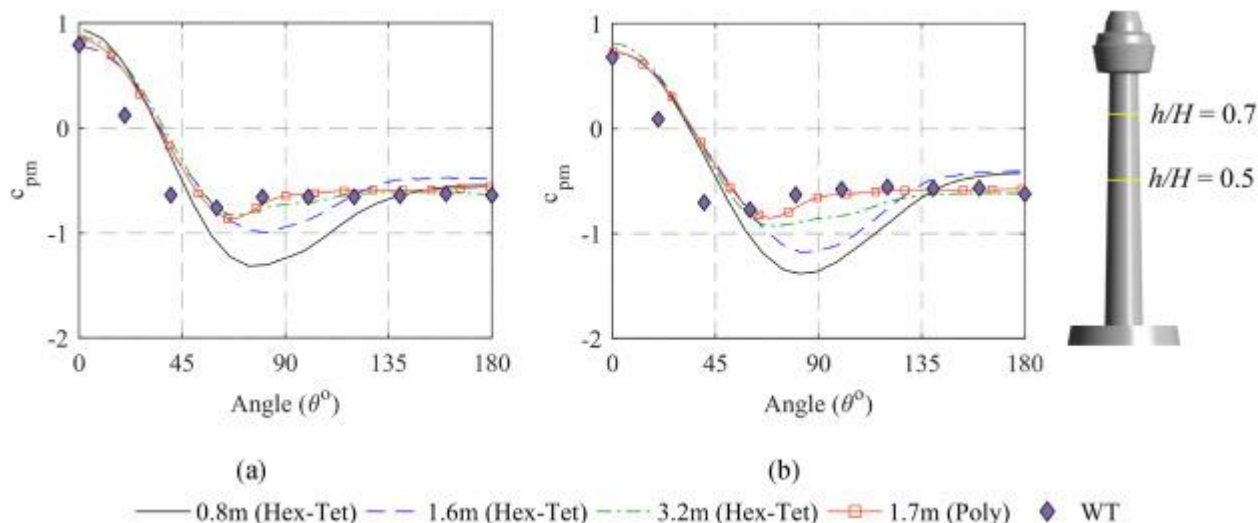 1
0
-1
-2
c pm
0
45
90
135
180
Angle (θ°)
(a)
1
0
-1
-2
c pm
0
45
90
135
180
Angle (θ°)
(b)
h/H = 0.7
h/H = 0.5
0.8m (Hex-Tet) 1.6m (Hex-Tet) 3.2m (Hex-Tet) 1.7m (Poly) WT